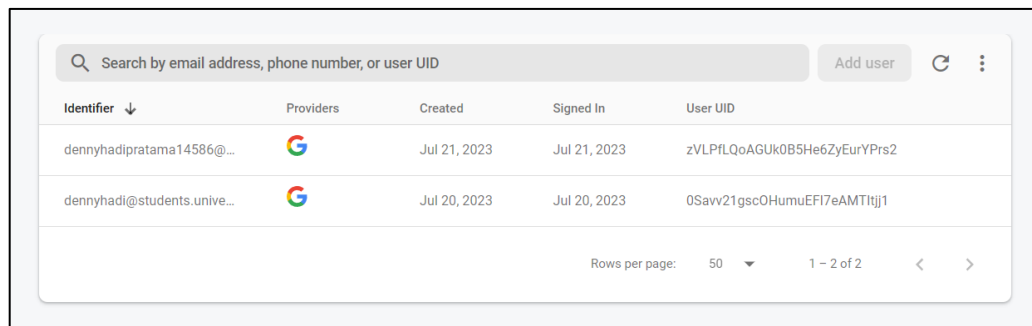 Search by email address, phone number, or user UID Add user
Identifier Providers Created Signed In User UID
dennyhadipratama14586@... Jul 21, 2023 Jul 21, 2023 zVLPfLQoAGUk0B5He6ZyEurYPrs2
dennyhadi@students.unive... Jul 20, 2023 Jul 20, 2023 0Savv21gscOHumuEFI7eAMTItjj1
Rows per page: 50 1 – 2 of 2